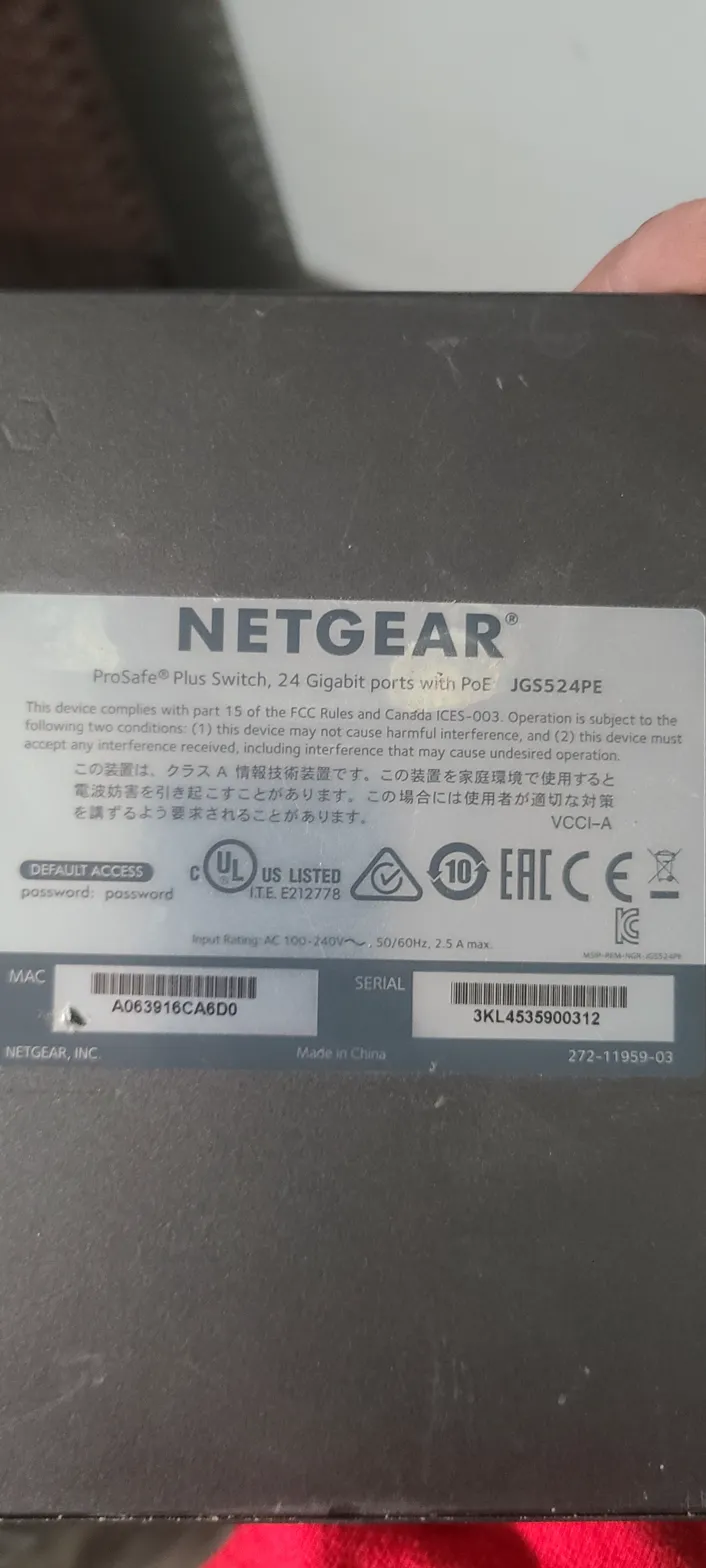 NETGEAR®
ProSafe® Plus Switch, 24 Gigabit ports with PoE JGS524PE
This device complies with part 15 of the FCC Rules and Canada ICES-003. Operation is subject to the
following two conditions: (1) this device may not cause harmful interference, and (2) this device must
accept any interference received, including interference that may cause undesired operation.
この装置は、クラス A 情報技術装置です。この装置を家庭環境で使用すると
電波妨害を引き起こすことがあります。この場合には使用者が適切な対策
を講ずるよう要求されることがあります。
VCCI-A
DEFAULT ACCESS
password: password
C UL US LISTED
I.T.E. E212778
10
EAC
CE
Input Rating: AC 100-240V~, 50/60Hz, 2.5 A max.
MSIP-REM-NGR-JGS524PE
MAC
A063916CA6D0
SERIAL
3KL4535900312
NETGEAR, INC.
Made in China
272-11959-03